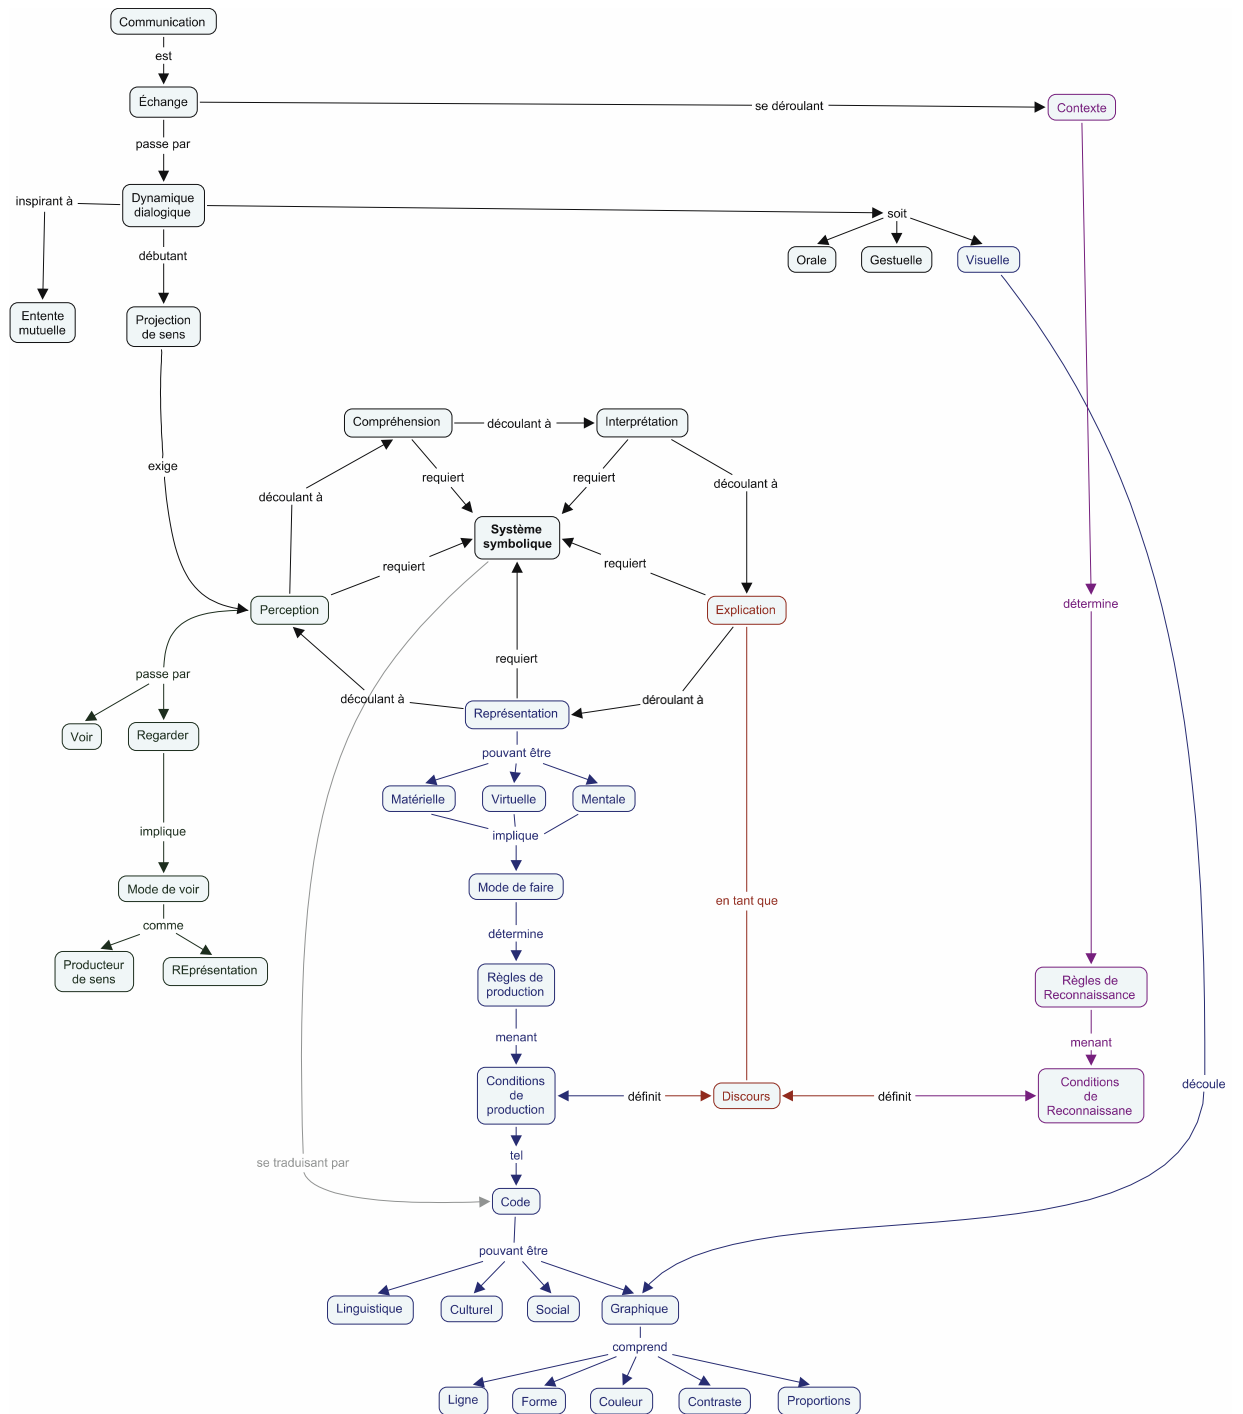 Communication
est
Échange
se déroulant
Contexte
passe par
Dynamique
dialogique
inspirant à
soit
Orale
Gestuelle
Visuelle
débutant
Entente
mutuelle
Projection
de sens
Compréhension
découlant à
Interprétation
exige
requiert
requiert
découlant à
découlant à
Système
symbolique
requiert
requiert
Perception
Explication
détermine
requiert
passe par
découlant à
déroulant à
Représentation
Voir
Regarder
pouvant être
Matérielle
Virtuelle
Mentale
implique
implique
Mode de voir
Mode de faire
en tant que
comme
détermine
Producteur
de sens
REprésentation
Règles de
production
Règles de
Reconnaissance
menant
menant
Conditions
de
production
définit
Discours
définit
Conditions
de
Reconnaissane
découle
tel
se traduisant par
Code
pouvant être
Linguistique
Culturel
Social
Graphique
comprend
Ligne
Forme
Couleur
Contraste
Proportions